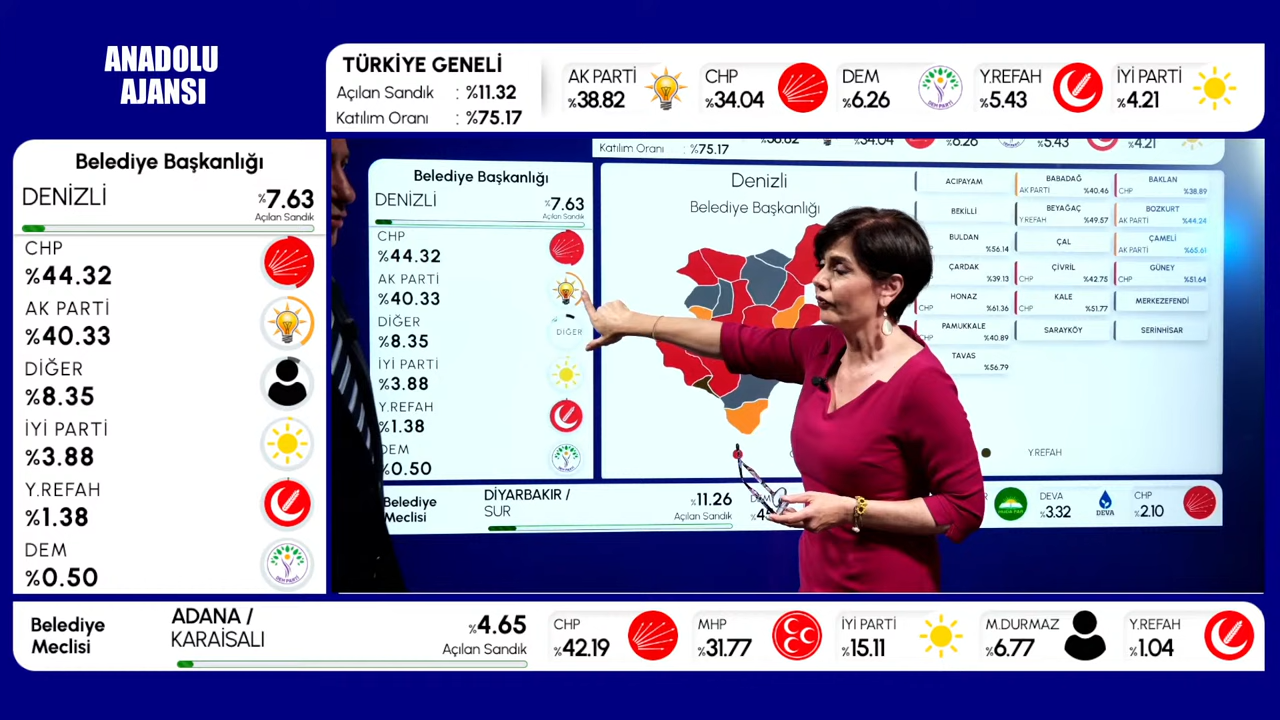 ANADOLU
AJANSI
TÜRKİYE GENELİ
Açılan Sandık : %11.32
Katılım Oranı : %75.17
AK PARTİ
%38.82
CHP
%34.04
DEM
%6.26
DEM PARTİ
Y.REFAH
%5.43
İYİ PARTİ
%4.21
Belediye Başkanlığı
DENİZLİ
%7.63
Açılan Sandık
CHP
%44.32
AK PARTİ
%40.33
DİĞER
%8.35
İYİ PARTİ
%3.88
Y.REFAH
%1.38
DEM
%0.50
DEM PARTİ
Katılım Oranı : %75.17
Belediye Başkanlığı
DENİZLİ
%7.63
Açılan Sandık
CHP
%44.32
AK PARTİ
%40.33
DİĞER
%8.35
DİĞER
İYİ PARTİ
%3.88
Y.REFAH
%1.38
DEM
%0.50
Denizli
Belediye Başkanlığı
ACIPAYAM
BABADAĞ
AK PARTİ %40.46
BAKLAN
CHP %38.89
BEKİLLİ
BEYAĞAÇ
Y.REFAH %49.57
BOZKURT
AK PARTİ %44.24
BULDAN
%56.14
ÇAL
ÇAMELİ
AK PARTİ %65.61
ÇARDAK
%39.13
ÇİVRİL
CHP %42.75
GÜNEY
CHP %51.64
HONAZ
CHP %61.36
KALE
CHP %51.77
MERKEZEFENDİ
PAMUKKALE
CHP %40.89
SARAYKÖY
SERİNHİSAR
TAVAS
%56.79
Y.REFAH
Belediye
Meclisi
DİYARBAKIR /
SUR
%11.26
Açılan Sandık
DEVA
%3.32
DEVA
CHP
%2.10
Belediye
Meclisi
ADANA /
KARAİSALI
%4.65
Açılan Sandık
CHP
%42.19
MHP
%31.77
İYİ PARTİ
%15.11
M.DURMAZ
%6.77
Y.REFAH
%1.04